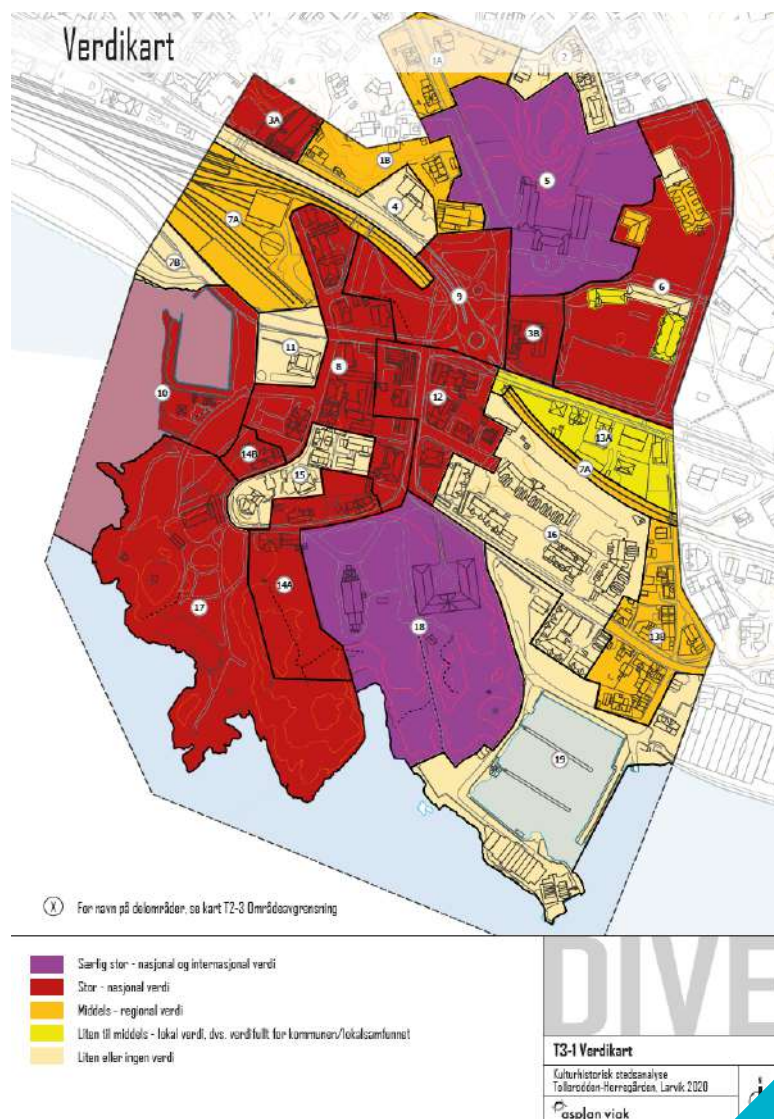 Verdikart
1A
2
3A
1B
5
4
7A
7B
6
9
3B
11
8
10
12
13A
7A
14B
15
16
14A
17
18
13B
19
X For navn på delområder, se kart T2-3 Områdeavgrensning
Særlig stor - nasjonal og internasjonal verdi
Stor - nasjonal verdi
Middels - regional verdi
Liten til middels - lokal verdi, dvs. verdifullt for kommunen/lokalsamfunnet
Liten eller ingen verdi
DIVE
T3-1 Verdikart
Kulturhistorisk stedsanalyse
Tollerodden-Herregården, Larvik 2020
asplan viak